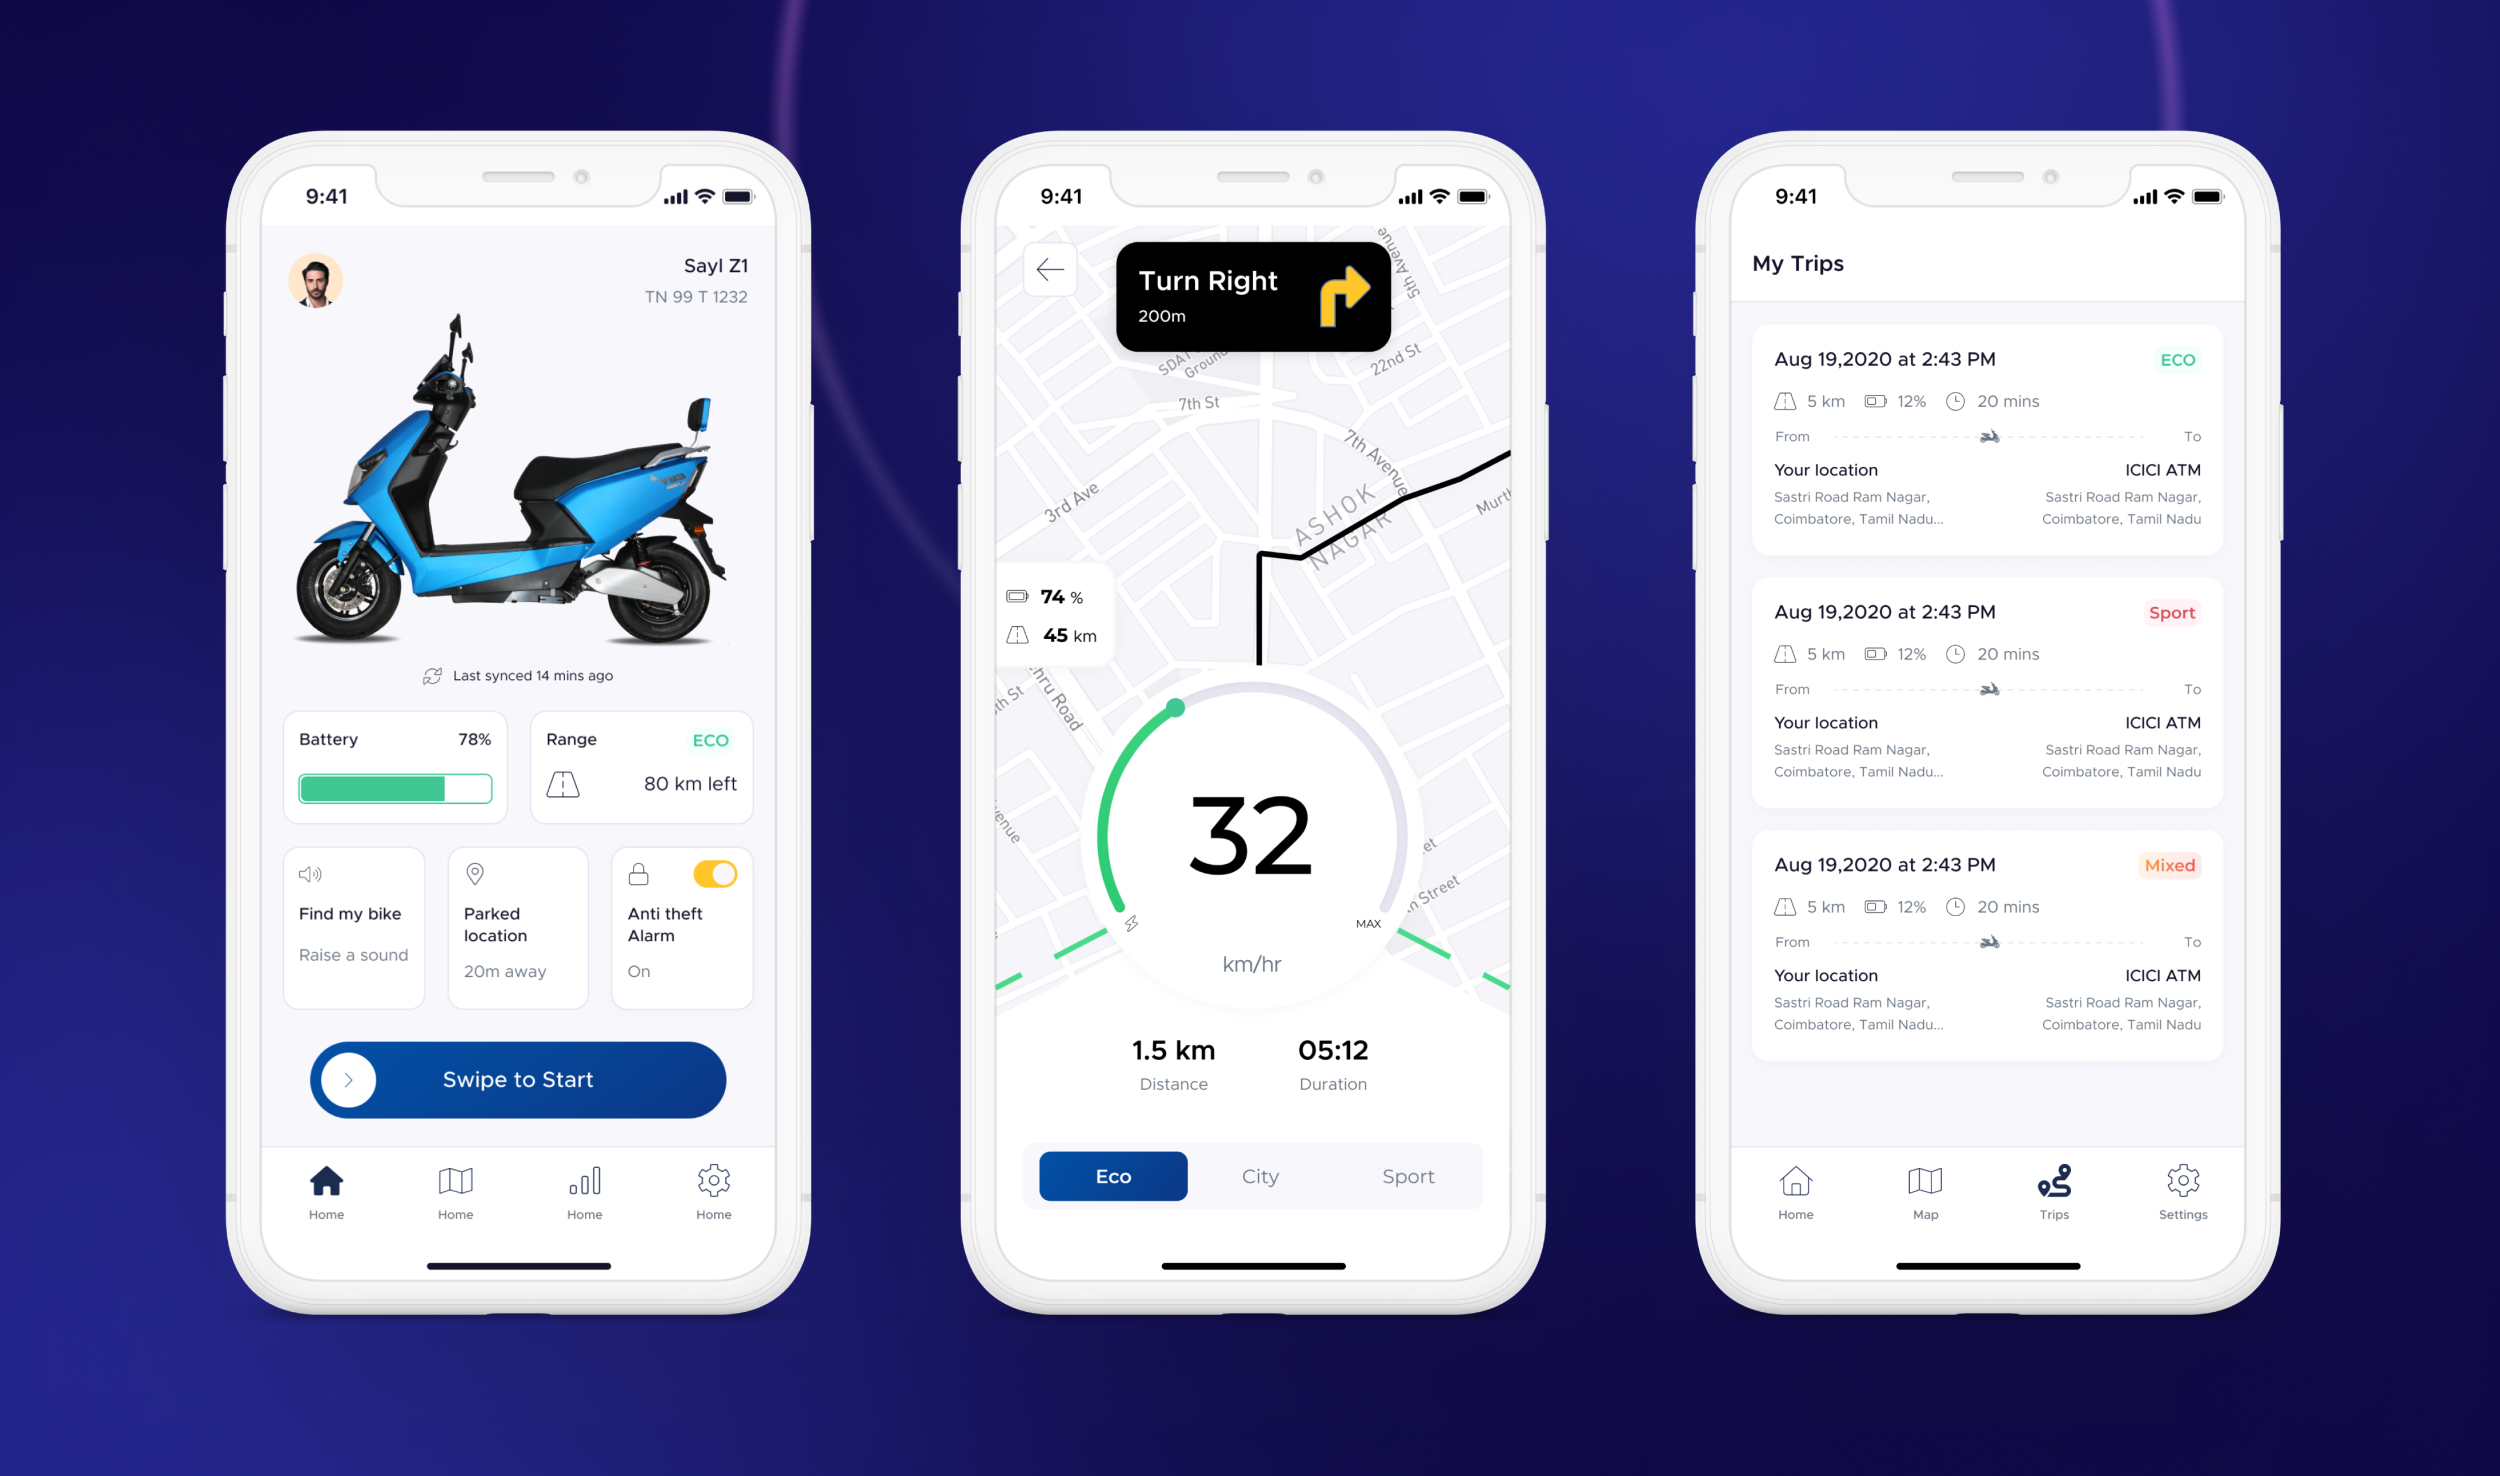 9:41
Sayl Z1
TN 99 T 1232
Last synced 14 mins ago
Battery
78%
Range
ECO
80 km left
Find my bike
Raise a sound
Parked
location
20m away
Anti theft
Alarm
On
Swipe to Start
Home
Home
Home
Home
9:41
Turn Right
200m
5th Avenue
enue
SDAT
Ground
22nd St
7th St
7th Avenue
3rd Ave
ASHOK
NAGAR
Murth
74 %
45 km
th St
hru Road
venue
et
n Street
32
MAX
km/hr
1.5 km
Distance
05:12
Duration
Eco
City
Sport
9:41
My Trips
Aug 19,2020 at 2:43 PM
ECO
5 km
12%
20 mins
From
To
Your location
ICICI ATM
Sastri Road Ram Nagar,
Coimbatore, Tamil Nadu...
Sastri Road Ram Nagar,
Coimbatore, Tamil Nadu
Aug 19,2020 at 2:43 PM
Sport
5 km
12%
20 mins
From
To
Your location
ICICI ATM
Sastri Road Ram Nagar,
Coimbatore, Tamil Nadu...
Sastri Road Ram Nagar,
Coimbatore, Tamil Nadu
Aug 19,2020 at 2:43 PM
Mixed
5 km
12%
20 mins
From
To
Your location
ICICI ATM
Sastri Road Ram Nagar,
Coimbatore, Tamil Nadu...
Sastri Road Ram Nagar,
Coimbatore, Tamil Nadu
Home
Map
Trips
Settings